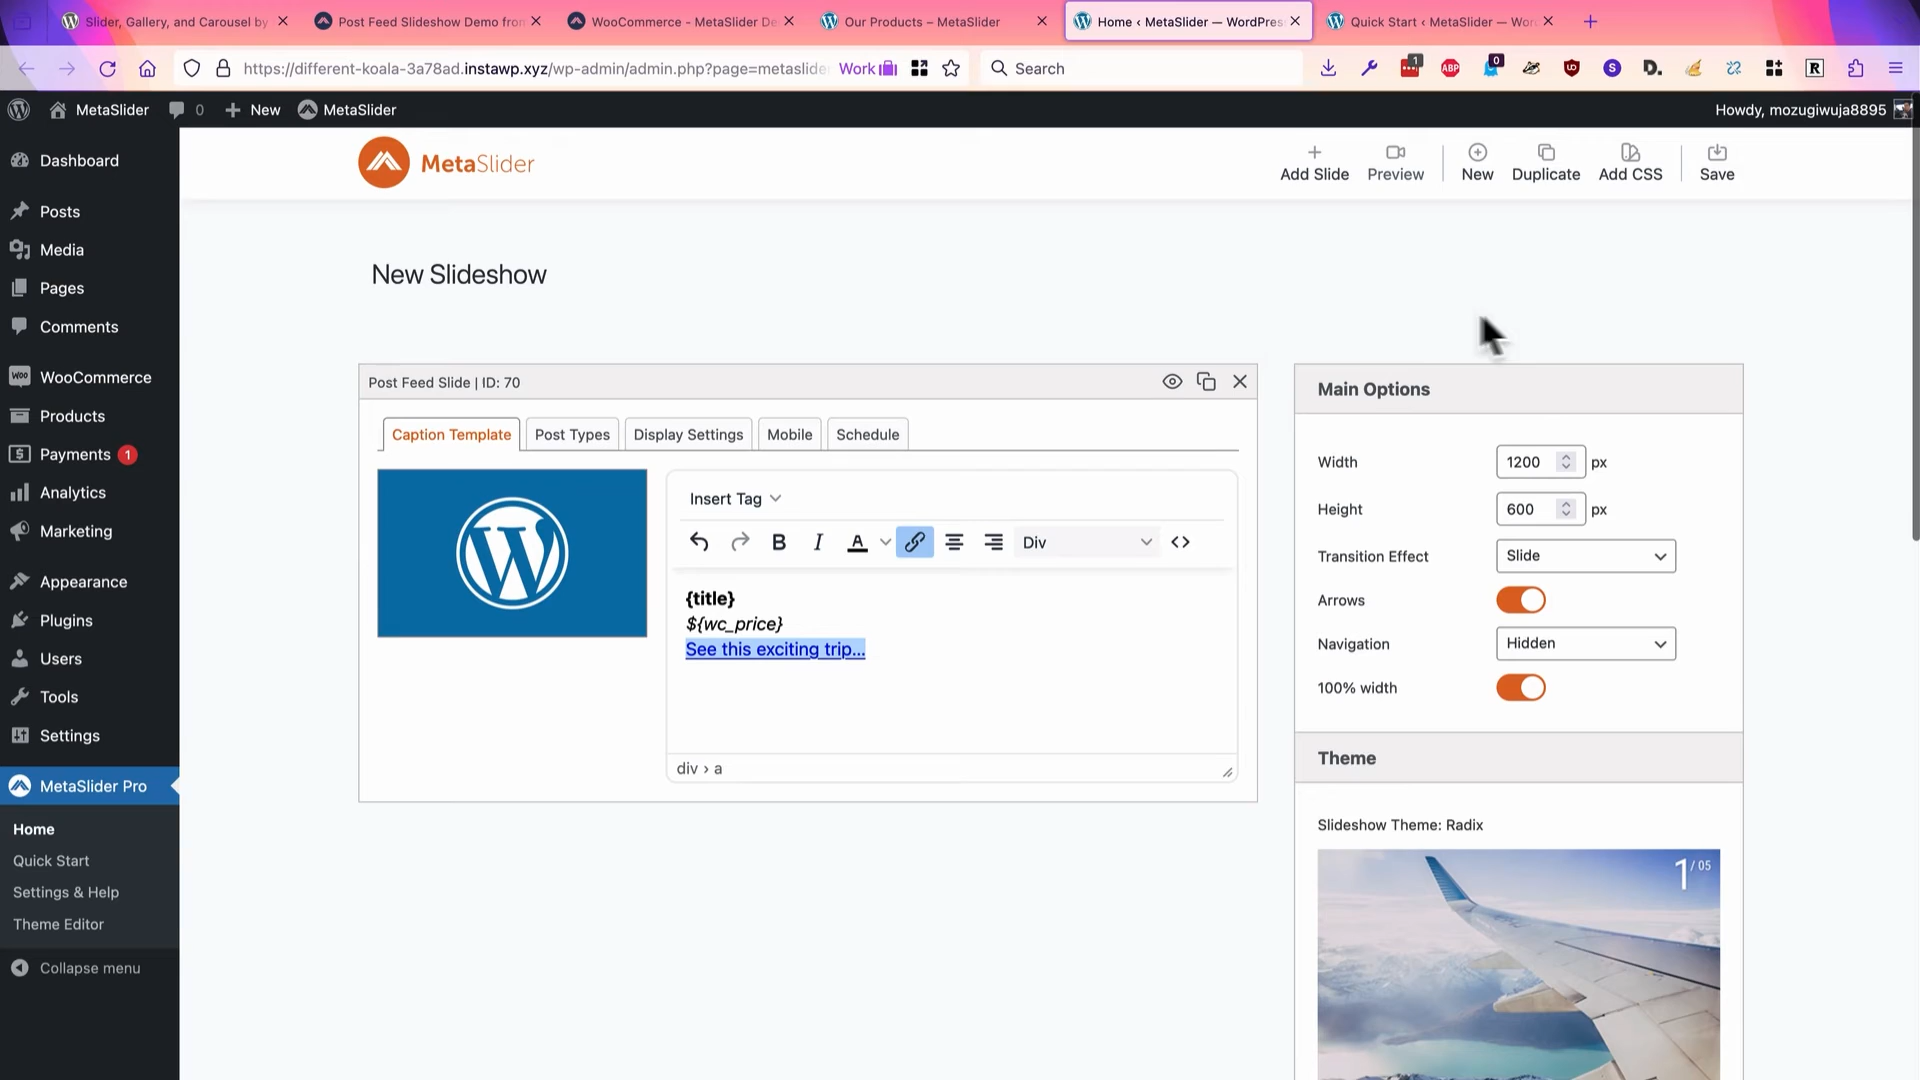 Slider, Gallery, and Carousel by
Post Feed Slideshow Demo from
WooCommerce - MetaSlider De
Our Products – MetaSlider
Home ‹ MetaSlider — WordPres
Quick Start ‹ MetaSlider — Wor
https://different-koala-3a78ad.instawp.xyz/wp-admin/admin.php?page=metaslide
Work
Search
1
ABP
0
S
D.
R
MetaSlider
0
New
MetaSlider
Howdy, mozugiwuja8895
Dashboard
Posts
Media
Pages
Comments
WooCommerce
Products
Payments 1
Analytics
Marketing
Appearance
Plugins
Users
Tools
Settings
MetaSlider Pro
Home
Quick Start
Settings & Help
Theme Editor
Collapse menu
MetaSlider
Add Slide
Preview
New
Duplicate
Add CSS
Save
New Slideshow
Post Feed Slide | ID: 70
Caption Template
Post Types
Display Settings
Mobile
Schedule
Insert Tag
B I A Div
{title}
${wc_price}
See this exciting trip...
div › a
Main Options
Width 1200 px
Height 600 px
Transition Effect Slide
Arrows
Navigation Hidden
100% width
Theme
Slideshow Theme: Radix
1/05